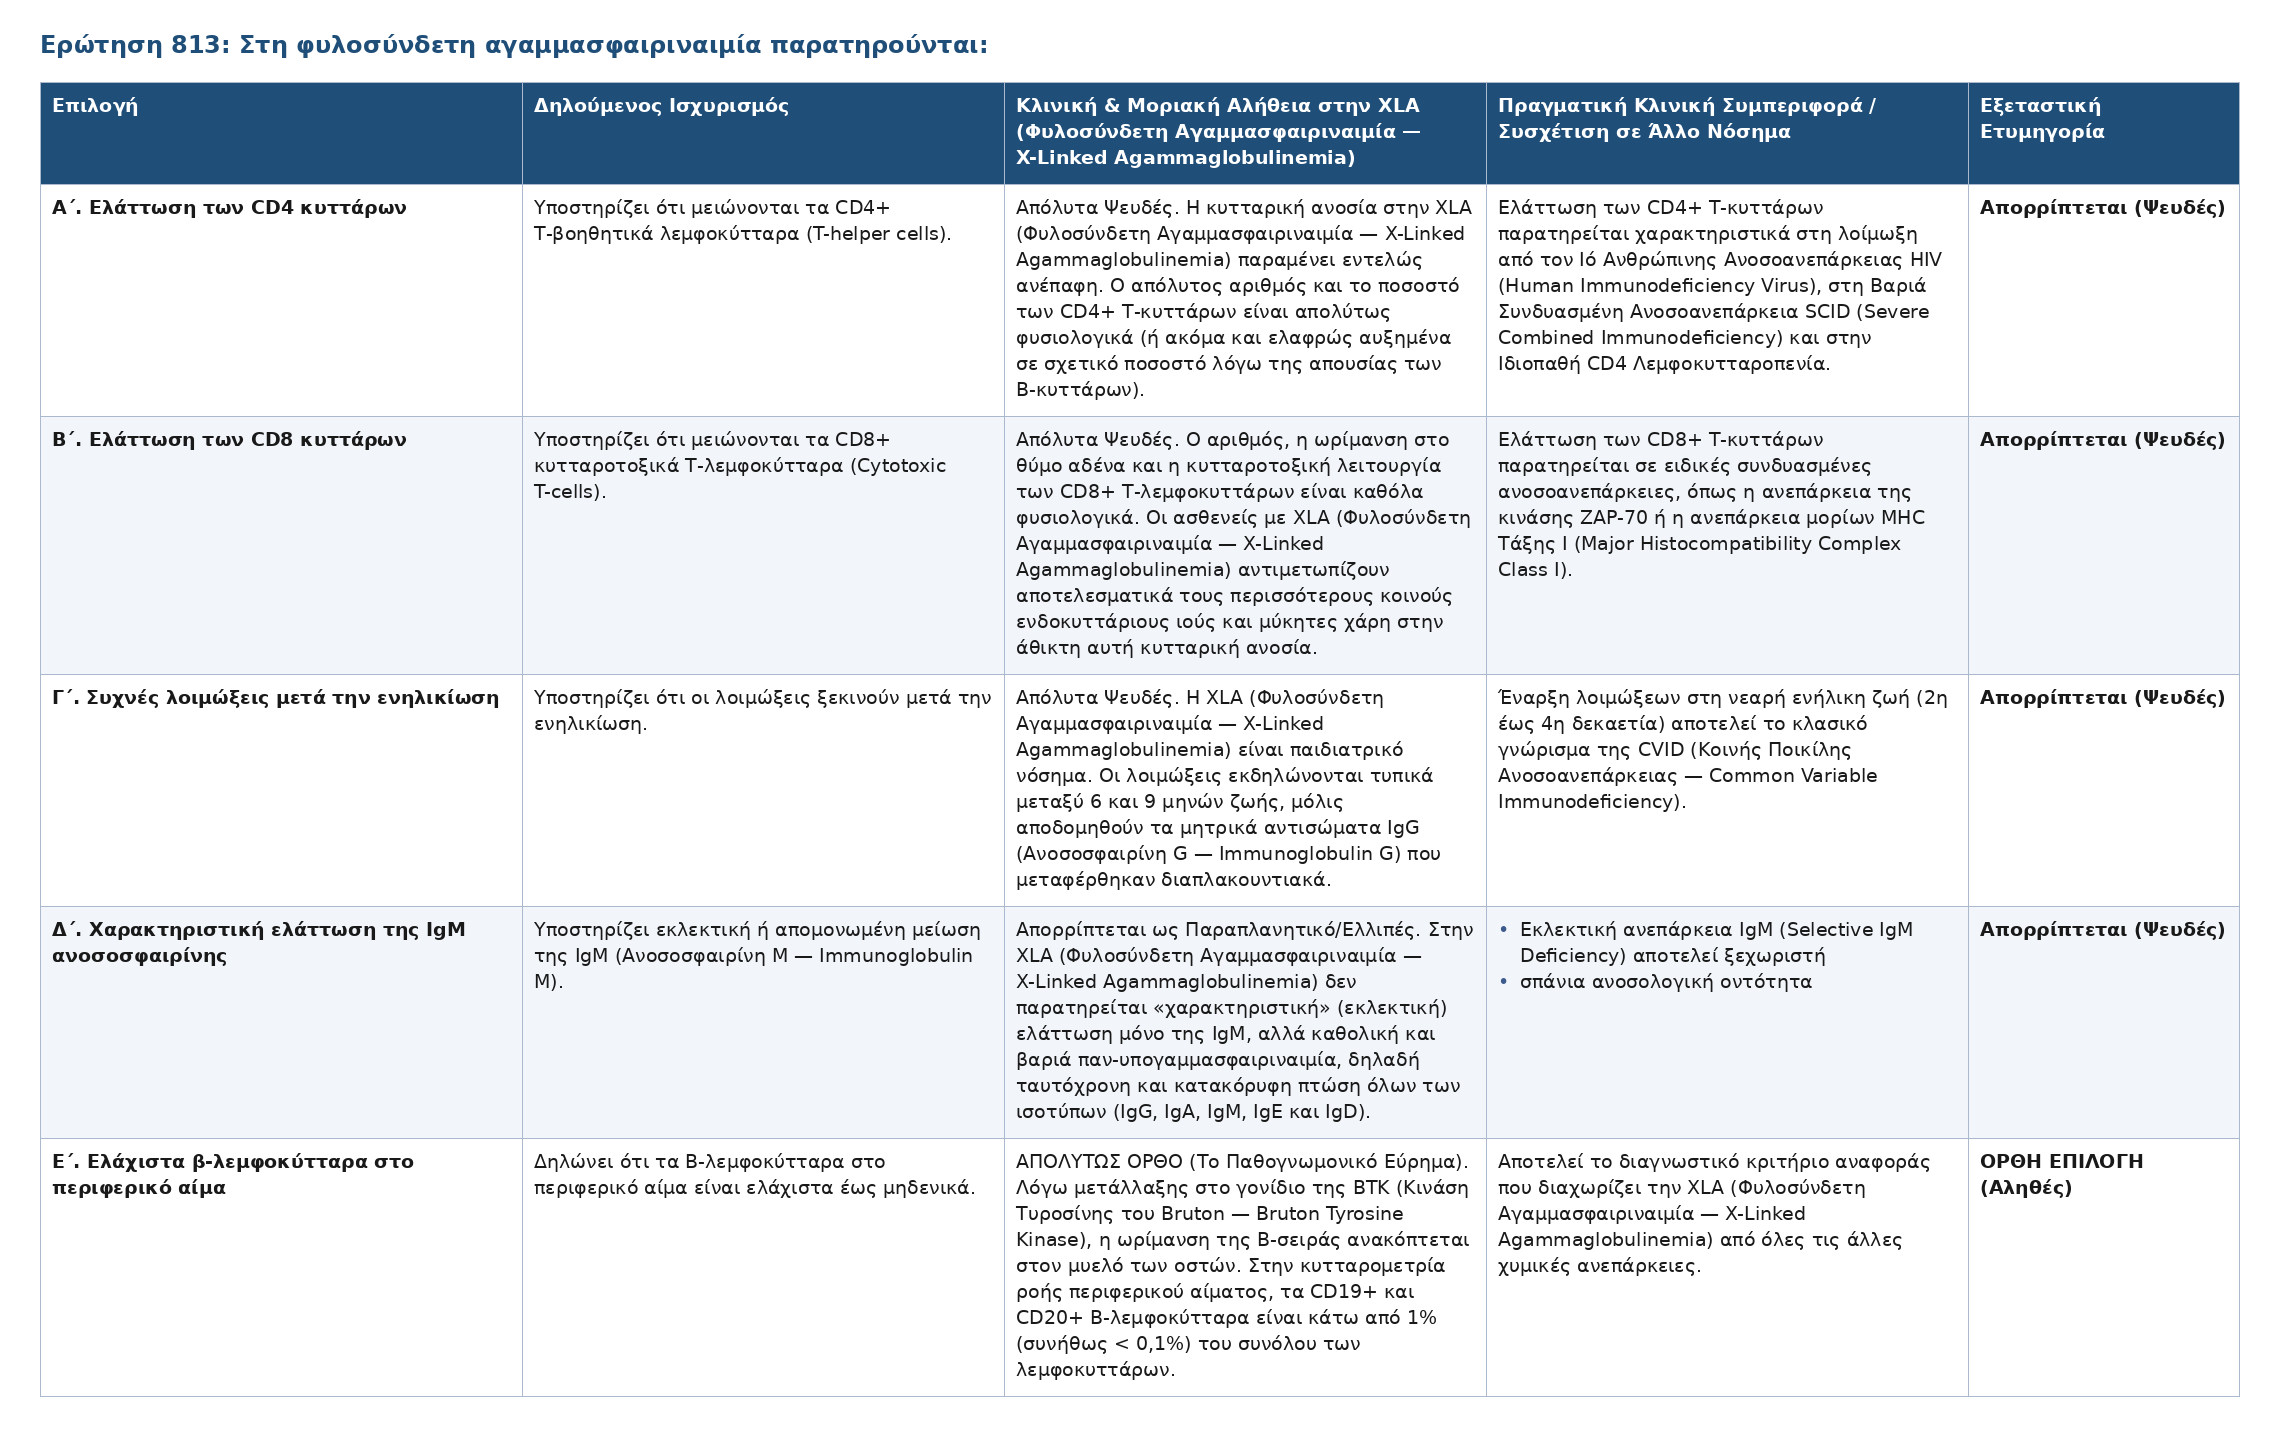 Ερώτηση 813: Στη φυλοσύνδετη αγαμμασφαιριναιμία παρατηρούνται:
Επιλογή
Δηλούμενος Ισχυρισμός
Κλινική & Μοριακή Αλήθεια στην XLA
(Φυλοσύνδετη Αγαμμασφαιριναιμία —
X-Linked Agammaglobulinemia)
Πραγματική Κλινική Συμπεριφορά /
Συσχέτιση σε Άλλο Νόσημα
Εξεταστική
Ετυμηγορία
Α΄. Ελάττωση των CD4 κυττάρων
Υποστηρίζει ότι μειώνονται τα CD4+
Τ-βοηθητικά λεμφοκύτταρα (T-helper cells).
Απόλυτα Ψευδές. Η κυτταρική ανοσία στην XLA
(Φυλοσύνδετη Αγαμμασφαιριναιμία — X-Linked
Agammaglobulinemia) παραμένει εντελώς
ανέπαφη. Ο απόλυτος αριθμός και το ποσοστό
των CD4+ Τ-κυττάρων είναι απολύτως
φυσιολογικά (ή ακόμα και ελαφρώς αυξημένα
σε σχετικό ποσοστό λόγω της απουσίας των
Β-κυττάρων).
Ελάττωση των CD4+ Τ-κυττάρων
παρατηρείται χαρακτηριστικά στη λοίμωξη
από τον Ιό Ανθρώπινης Ανοσοανεπάρκειας HIV
(Human Immunodeficiency Virus), στη Βαριά
Συνδυασμένη Ανοσοανεπάρκεια SCID (Severe
Combined Immunodeficiency) και στην
Ιδιοπαθή CD4 Λεμφοκυτταροπενία.
Απορρίπτεται (Ψευδές)
Β΄. Ελάττωση των CD8 κυττάρων
Υποστηρίζει ότι μειώνονται τα CD8+
κυτταροτοξικά Τ-λεμφοκύτταρα (Cytotoxic
T-cells).
Απόλυτα Ψευδές. Ο αριθμός, η ωρίμανση στο
θύμο αδένα και η κυτταροτοξική λειτουργία
των CD8+ Τ-λεμφοκυττάρων είναι καθόλα
φυσιολογικά. Οι ασθενείς με XLA (Φυλοσύνδετη
Αγαμμασφαιριναιμία — X-Linked
Agammaglobulinemia) αντιμετωπίζουν
αποτελεσματικά τους περισσότερους κοινούς
ενδοκυττάριους ιούς και μύκητες χάρη στην
άθικτη αυτή κυτταρική ανοσία.
Ελάττωση των CD8+ Τ-κυττάρων
παρατηρείται σε ειδικές συνδυασμένες
ανοσοανεπάρκειες, όπως η ανεπάρκεια της
κινάσης ZAP-70 ή η ανεπάρκεια μορίων MHC
Τάξης Ι (Major Histocompatibility Complex
Class I).
Απορρίπτεται (Ψευδές)
Γ΄. Συχνές λοιμώξεις μετά την ενηλικίωση
Υποστηρίζει ότι οι λοιμώξεις ξεκινούν μετά την
ενηλικίωση.
Απόλυτα Ψευδές. Η XLA (Φυλοσύνδετη
Αγαμμασφαιριναιμία — X-Linked
Agammaglobulinemia) είναι παιδιατρικό
νόσημα. Οι λοιμώξεις εκδηλώνονται τυπικά
μεταξύ 6 και 9 μηνών ζωής, μόλις
αποδομηθούν τα μητρικά αντισώματα IgG
(Ανοσοσφαιρίνη G — Immunoglobulin G) που
μεταφέρθηκαν διαπλακουντιακά.
Έναρξη λοιμώξεων στη νεαρή ενήλικη ζωή (2η
έως 4η δεκαετία) αποτελεί το κλασικό
γνώρισμα της CVID (Κοινής Ποικίλης
Ανοσοανεπάρκειας — Common Variable
Immunodeficiency).
Απορρίπτεται (Ψευδές)
Δ΄. Χαρακτηριστική ελάττωση της IgM
ανοσοσφαιρίνης
Υποστηρίζει εκλεκτική ή απομονωμένη μείωση
της IgM (Ανοσοσφαιρίνη M — Immunoglobulin
M).
Απορρίπτεται ως Παραπλανητικό/Ελλιπές. Στην
XLA (Φυλοσύνδετη Αγαμμασφαιριναιμία —
X-Linked Agammaglobulinemia) δεν
παρατηρείται «χαρακτηριστική» (εκλεκτική)
ελάττωση μόνο της IgM, αλλά καθολική και
βαριά παν-υπογαμμασφαιριναιμία, δηλαδή
ταυτόχρονη και κατακόρυφη πτώση όλων των
ισοτύπων (IgG, IgA, IgM, IgE και IgD).
• Εκλεκτική ανεπάρκεια IgM (Selective IgM
Deficiency) αποτελεί ξεχωριστή
• σπάνια ανοσολογική οντότητα
Απορρίπτεται (Ψευδές)
Ε΄. Ελάχιστα β-λεμφοκύτταρα στο
περιφερικό αίμα
Δηλώνει ότι τα Β-λεμφοκύτταρα στο
περιφερικό αίμα είναι ελάχιστα έως μηδενικά.
ΑΠΟΛΥΤΩΣ ΟΡΘΟ (Το Παθογνωμονικό Εύρημα).
Λόγω μετάλλαξης στο γονίδιο της BTK (Κινάση
Τυροσίνης του Bruton — Bruton Tyrosine
Kinase), η ωρίμανση της Β-σειράς ανακόπτεται
στον μυελό των οστών. Στην κυτταρομετρία
ροής περιφερικού αίματος, τα CD19+ και
CD20+ Β-λεμφοκύτταρα είναι κάτω από 1%
(συνήθως < 0,1%) του συνόλου των
λεμφοκυττάρων.
Αποτελεί το διαγνωστικό κριτήριο αναφοράς
που διαχωρίζει την XLA (Φυλοσύνδετη
Αγαμμασφαιριναιμία — X-Linked
Agammaglobulinemia) από όλες τις άλλες
χυμικές ανεπάρκειες.
ΟΡΘΗ ΕΠΙΛΟΓΗ
(Αληθές)